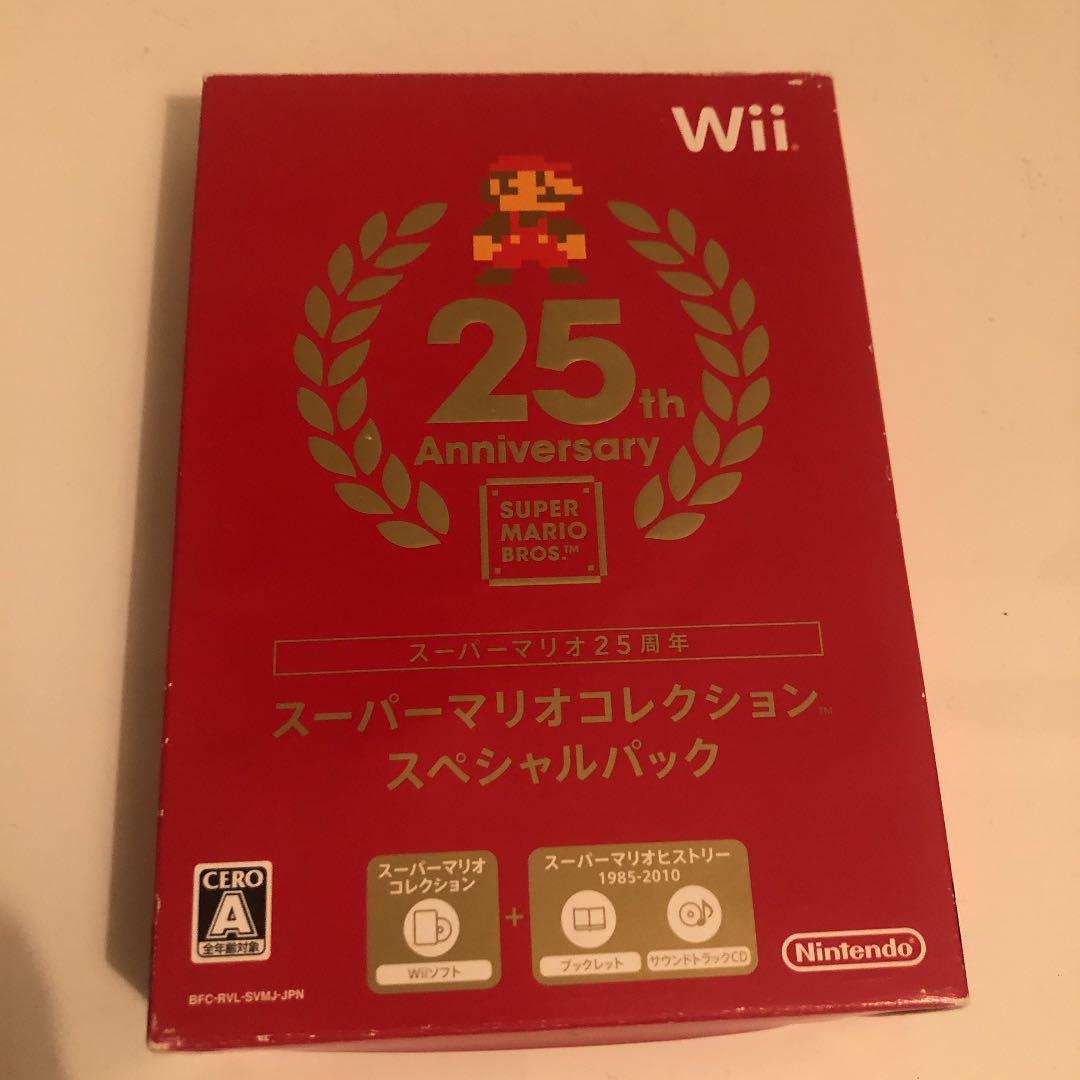 Wii
25th
Anniversary
SUPER
MARIO
BROS.™
スーパーマリオ25周年
スーパーマリオコレクション™
スペシャルパック
スーパーマリオ
コレクション
Wiiソフト
+
スーパーマリオヒストリー
1985-2010
ブックレット
サウンドトラックCD
CERO
A
全年齢対象
BFC-RVL-SVMJ-JPN
Nintendo